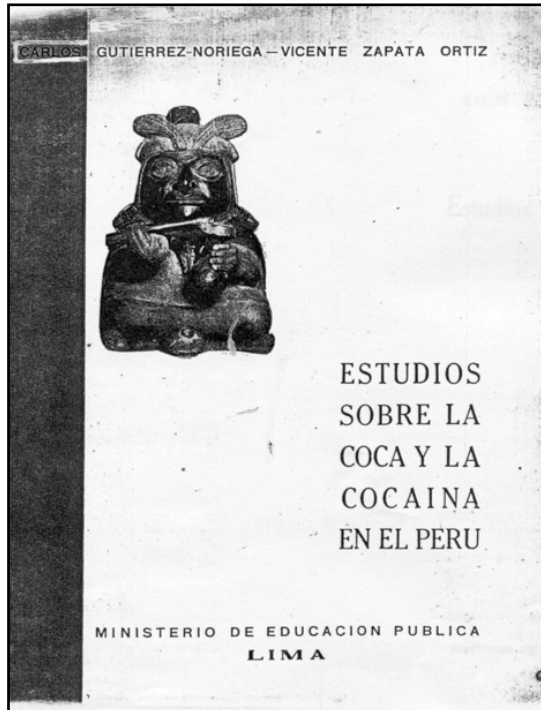 CARLOS GUTIERREZ-NORIEGA — VICENTE ZAPATA ORTIZ
ESTUDIOS
SOBRE LA
COCA Y LA
COCAINA
EN EL PERU
MINISTERIO DE EDUCACION PUBLICA
LIMA